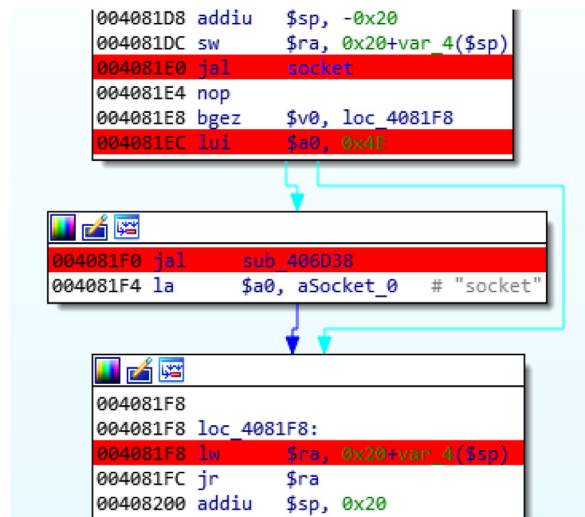 004081D8 addiu $sp, -0x20
004081DC sw $ra, 0x20+var_4($sp)
004081E0 jal socket
004081E4 nop
004081E8 bgez $v0, loc_4081F8
004081EC lui $a0, 0x4E
004081F0 jal sub_406D38
004081F4 la $a0, aSocket_0 # "socket"
004081F8
004081F8 loc_4081F8:
004081F8 lw $ra, 0x20+var_4($sp)
004081FC jr $ra
00408200 addiu $sp, 0x20